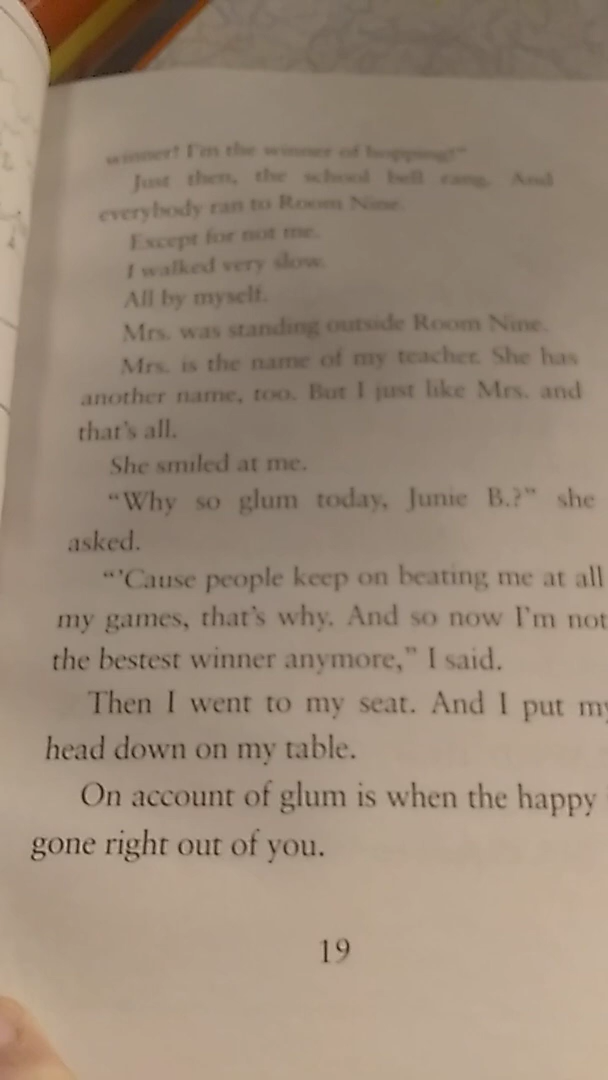 winner! I'm the winner of hopping!"
Just then, the school bell rang. And
everybody ran to Room Nine.
Except for not me.
I walked very slow.
All by myself.
Mrs. was standing outside Room Nine.
Mrs. is the name of my teacher. She has
another name, too. But I just like Mrs. and
that's all.
She smiled at me.
"Why so glum today, Junie B.?" she
asked.
"'Cause people keep on beating me at all
my games, that's why. And so now I'm not
the bestest winner anymore," I said.
Then I went to my seat. And I put my
head down on my table.
On account of glum is when the happy
gone right out of you.
19